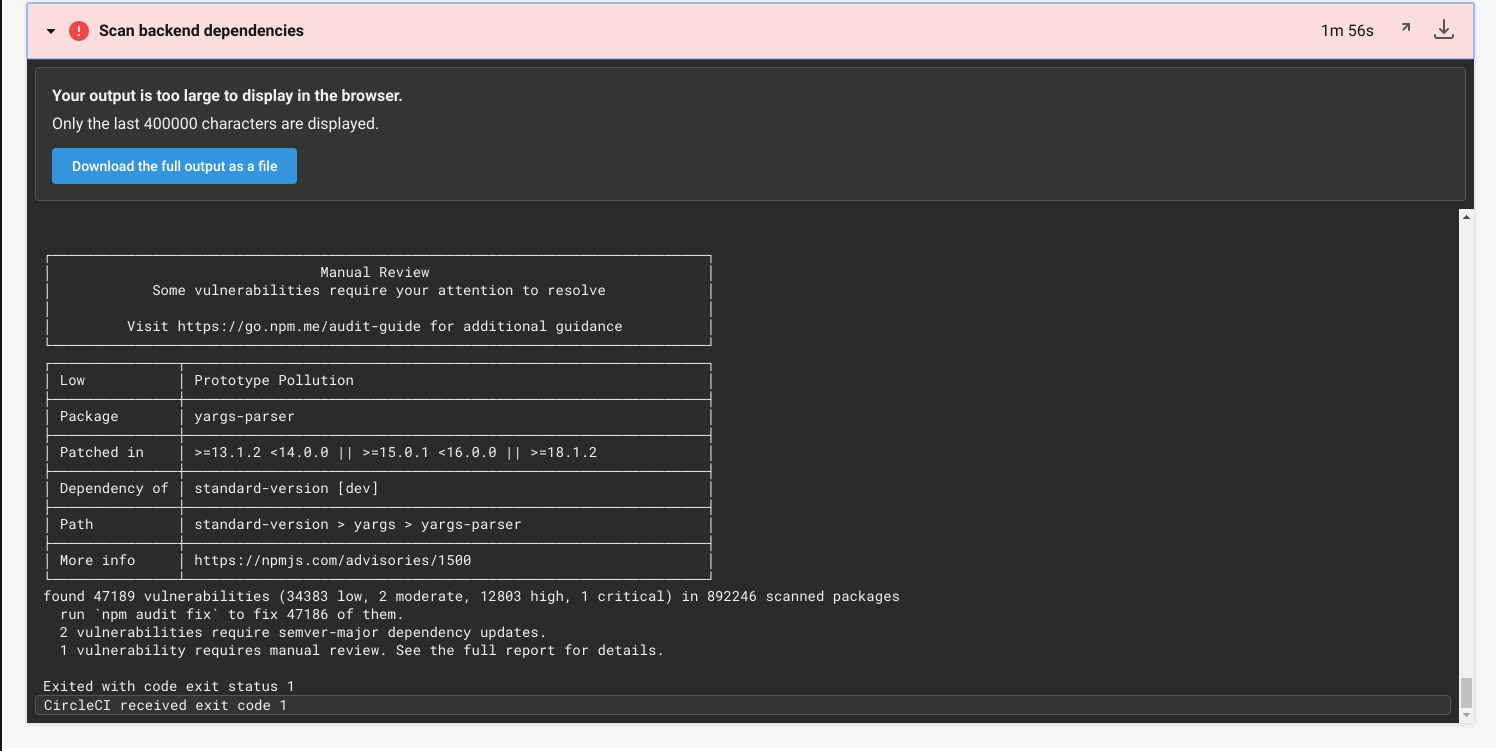 Scan backend dependencies 1m 56s
Your output is too large to display in the browser.
Only the last 400000 characters are displayed.
Download the full output as a file
Manual Review
Some vulnerabilities require your attention to resolve
Visit https://go.npm.me/audit-guide for additional guidance
Low Prototype Pollution
Package yargs-parser
Patched in >=13.1.2 <14.0.0 || >=15.0.1 <16.0.0 || >=18.1.2
Dependency of standard-version [dev]
Path standard-version > yargs > yargs-parser
More info https://npmjs.com/advisories/1500
found 47189 vulnerabilities (34383 low, 2 moderate, 12803 high, 1 critical) in 892246 scanned packages
run `npm audit fix` to fix 47186 of them.
2 vulnerabilities require semver-major dependency updates.
1 vulnerability requires manual review. See the full report for details.
Exited with code exit status 1
CircleCI received exit code 1